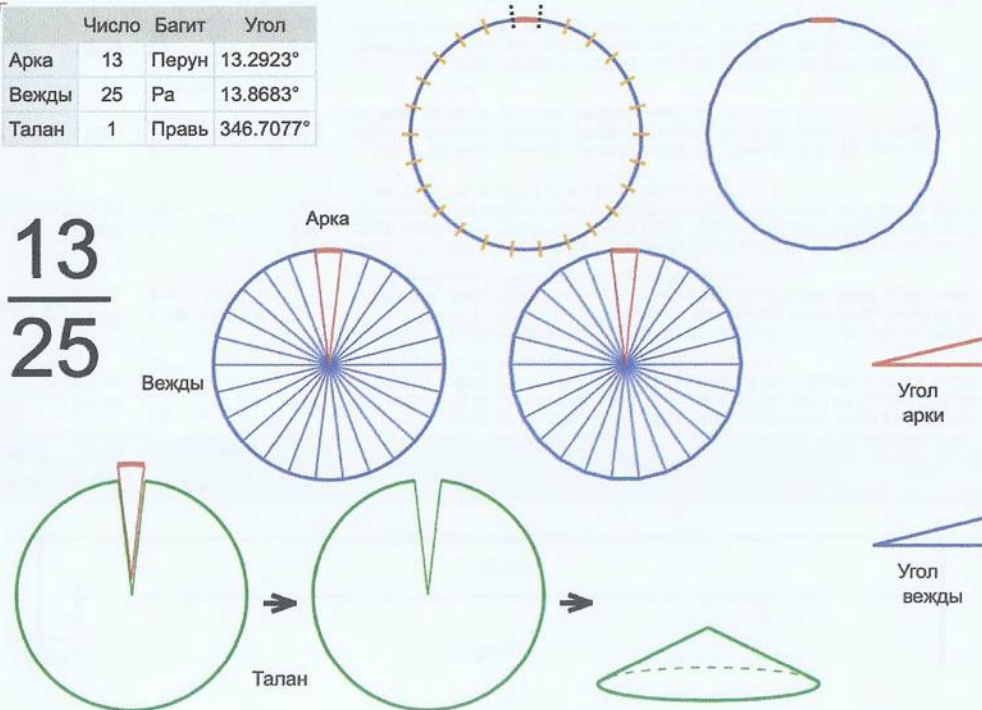 Число Багит Угол
Арка 13 Перун 13.2923°
Вежды 25 Ра 13.8683°
Талан 1 Правь 346.7077°
13
25
Арка
Вежды
Угол
арки
Угол
вежды
Талан